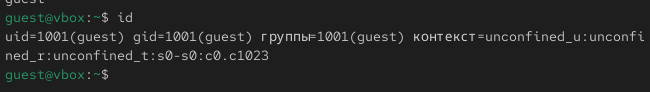 guest@vbox:~$ id
uid=1001(guest) gid=1001(guest) группы=1001(guest) контекст=unconfined_u:unconfi
ned_r:unconfined_t:s0-s0:c0.c1023
guest@vbox:~$